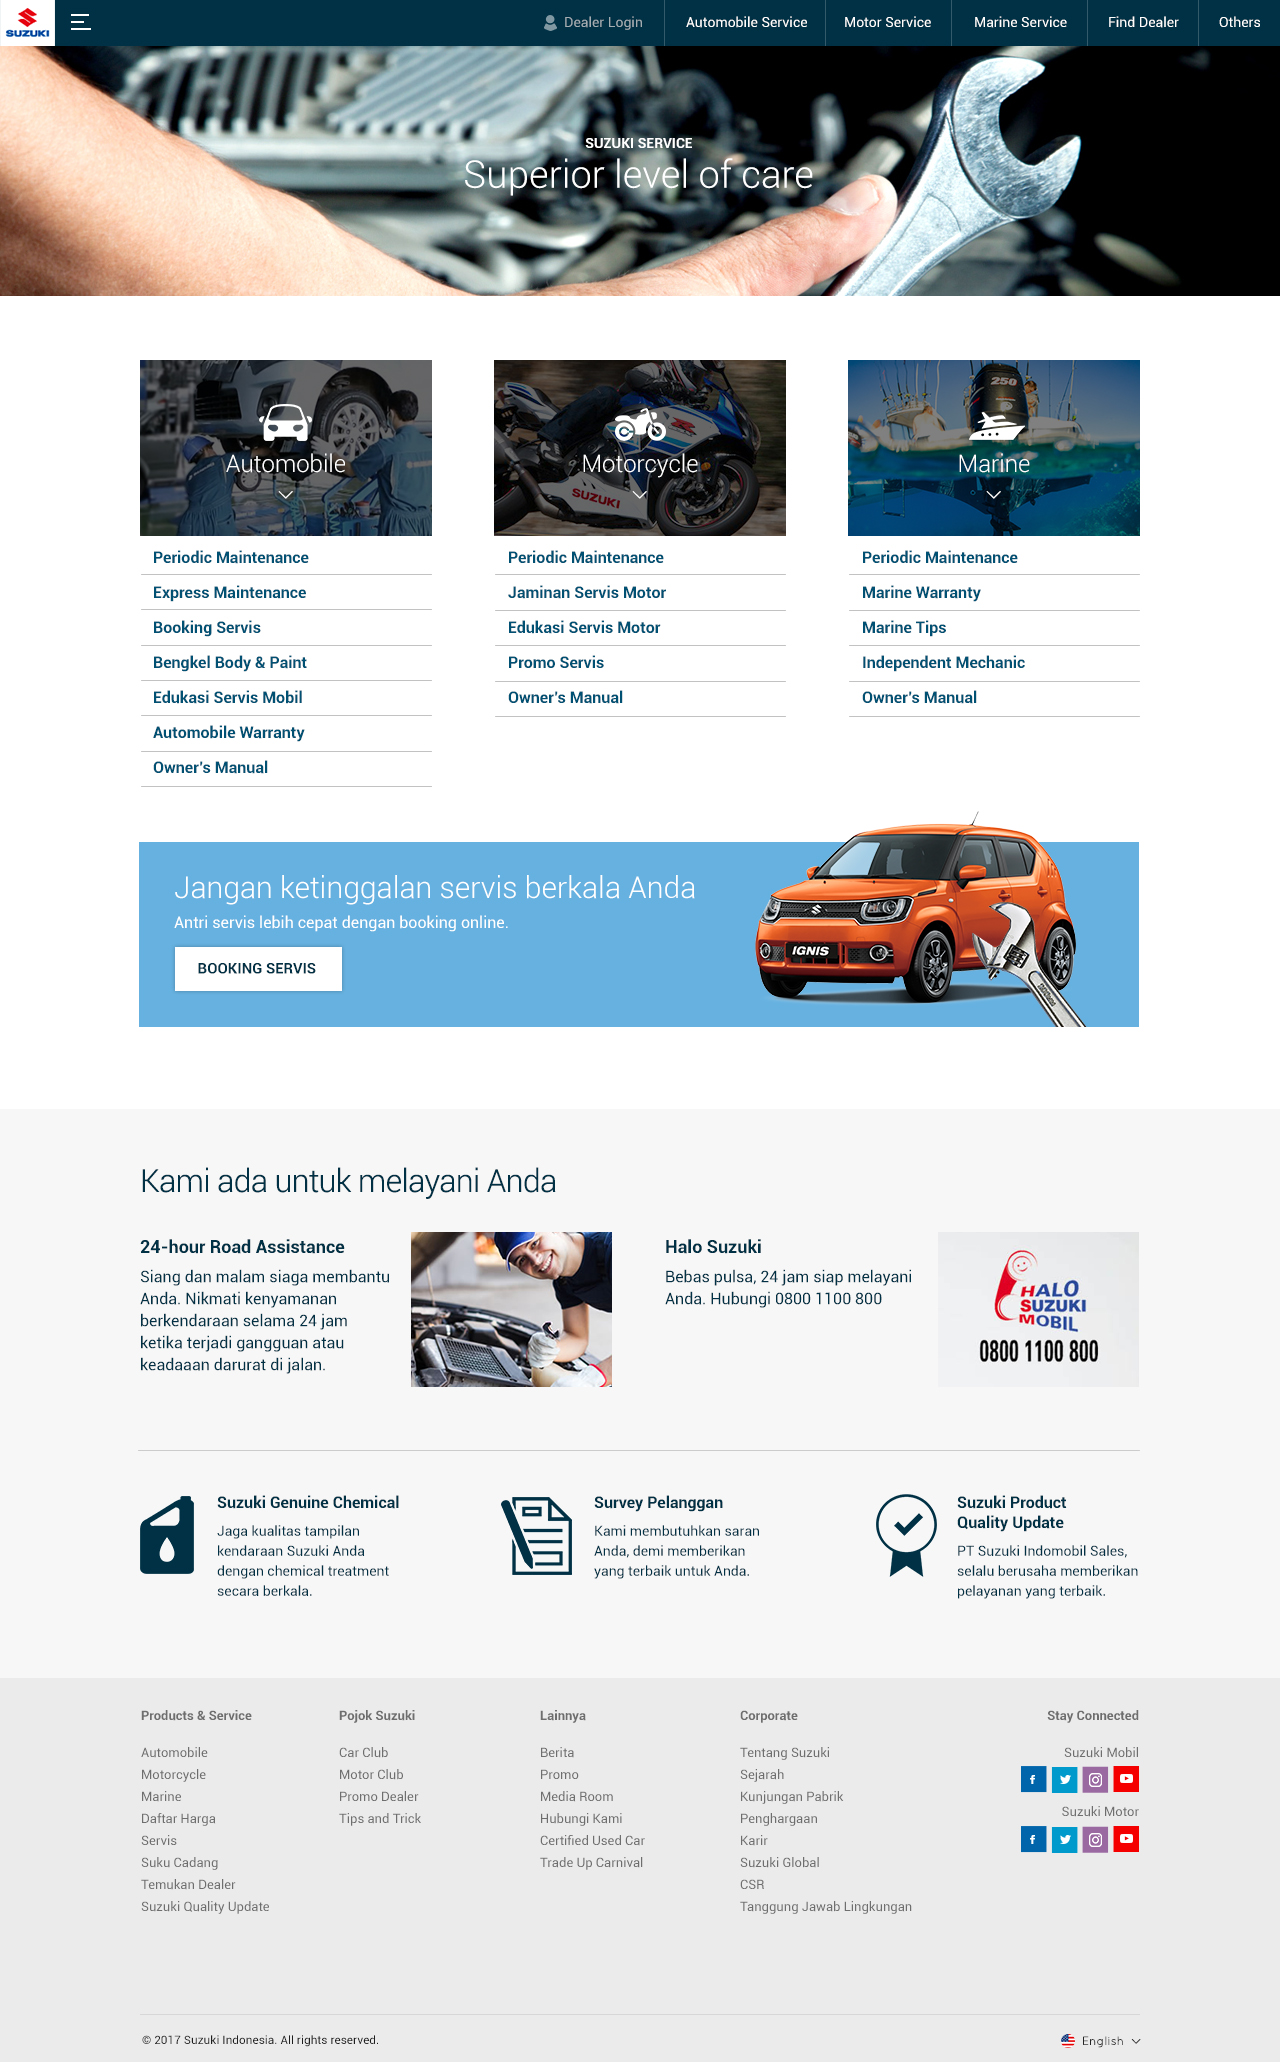 SUZUKI
Dealer Login
Automobile Service
Motor Service
Marine Service
Find Dealer
Others
SUZUKI SERVICE
Superior level of care
Automobile
Periodic Maintenance
Express Maintenance
Booking Servis
Bengkel Body & Paint
Edukasi Servis Mobil
Automobile Warranty
Owner's Manual
SUZUKI
Motorcycle
Periodic Maintenance
Jaminan Servis Motor
Edukasi Servis Motor
Promo Servis
Owner's Manual
250
Marine
Periodic Maintenance
Marine Warranty
Marine Tips
Independent Mechanic
Owner's Manual
Jangan ketinggalan servis berkala Anda
Antri servis lebih cepat dengan booking online.
BOOKING SERVIS
IGNIS
Kami ada untuk melayani Anda
24-hour Road Assistance
Siang dan malam siaga membantu
Anda. Nikmati kenyamanan
berkendaraan selama 24 jam
ketika terjadi gangguan atau
keadaaan darurat di jalan.
Halo Suzuki
Bebas pulsa, 24 jam siap melayani
Anda. Hubungi 0800 1100 800
HALO
SUZUKI
MOBIL
0800 1100 800
Suzuki Genuine Chemical
Jaga kualitas tampilan
kendaraan Suzuki Anda
dengan chemical treatment
secara berkala.
Survey Pelanggan
Kami membutuhkan saran
Anda, demi memberikan
yang terbaik untuk Anda.
Suzuki Product
Quality Update
PT Suzuki Indomobil Sales,
selalu berusaha memberikan
pelayanan yang terbaik.
Products & Service
Automobile
Motorcycle
Marine
Daftar Harga
Servis
Suku Cadang
Temukan Dealer
Suzuki Quality Update
Pojok Suzuki
Car Club
Motor Club
Promo Dealer
Tips and Trick
Lainnya
Berita
Promo
Media Room
Hubungi Kami
Certified Used Car
Trade Up Carnival
Corporate
Tentang Suzuki
Sejarah
Kunjungan Pabrik
Penghargaan
Karir
Suzuki Global
CSR
Tanggung Jawab Lingkungan
Stay Connected
Suzuki Mobil
Suzuki Motor
© 2017 Suzuki Indonesia. All rights reserved.
English